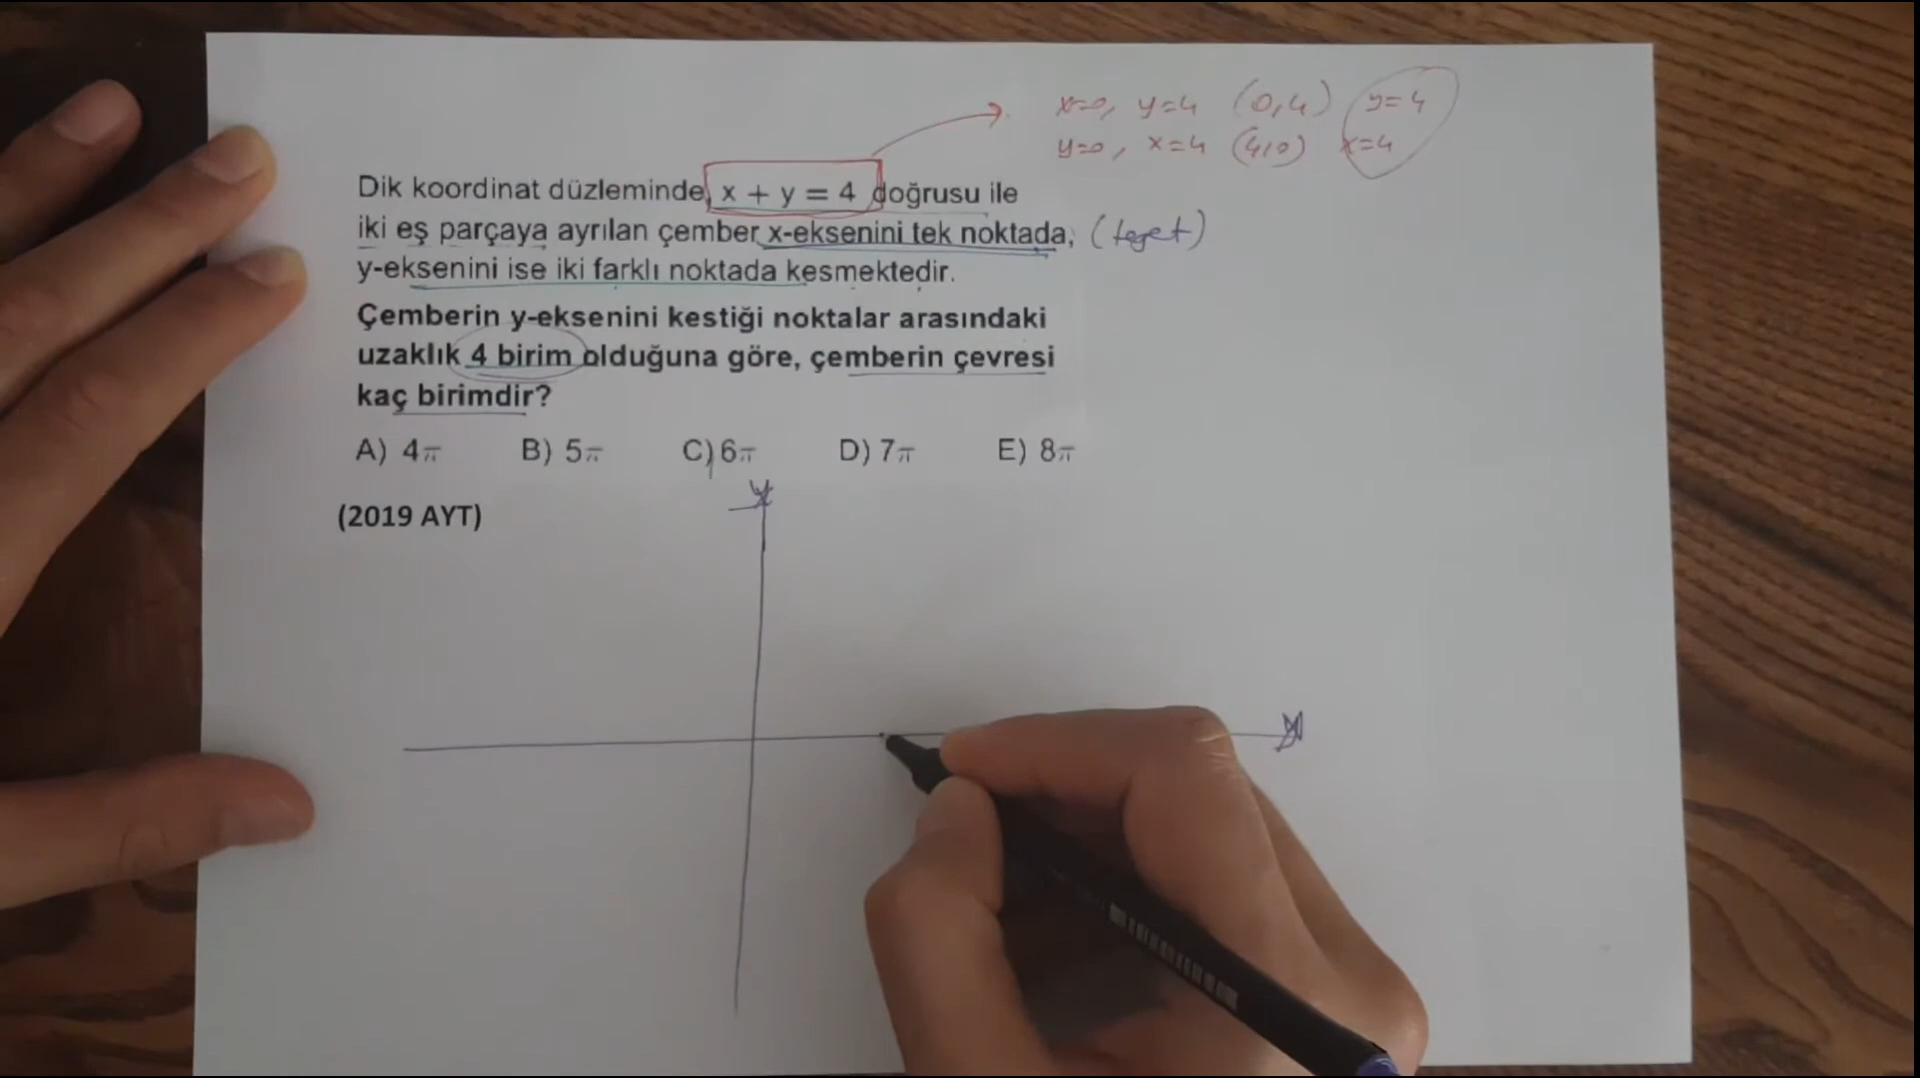 x=0, y=4 (0,4) y=4
y=0, x=4 (4,0) x=4
Dik koordinat düzleminde x + y = 4 doğrusu ile
iki eş parçaya ayrılan çember x-eksenini tek noktada, (teğet)
y-eksenini ise iki farklı noktada kesmektedir.
Çemberin y-eksenini kestiği noktalar arasındaki
uzaklık 4 birim olduğuna göre, çemberin çevresi
kaç birimdir?
A) 4π B) 5π C) 6π D) 7π E) 8π
(2019 AYT)
y